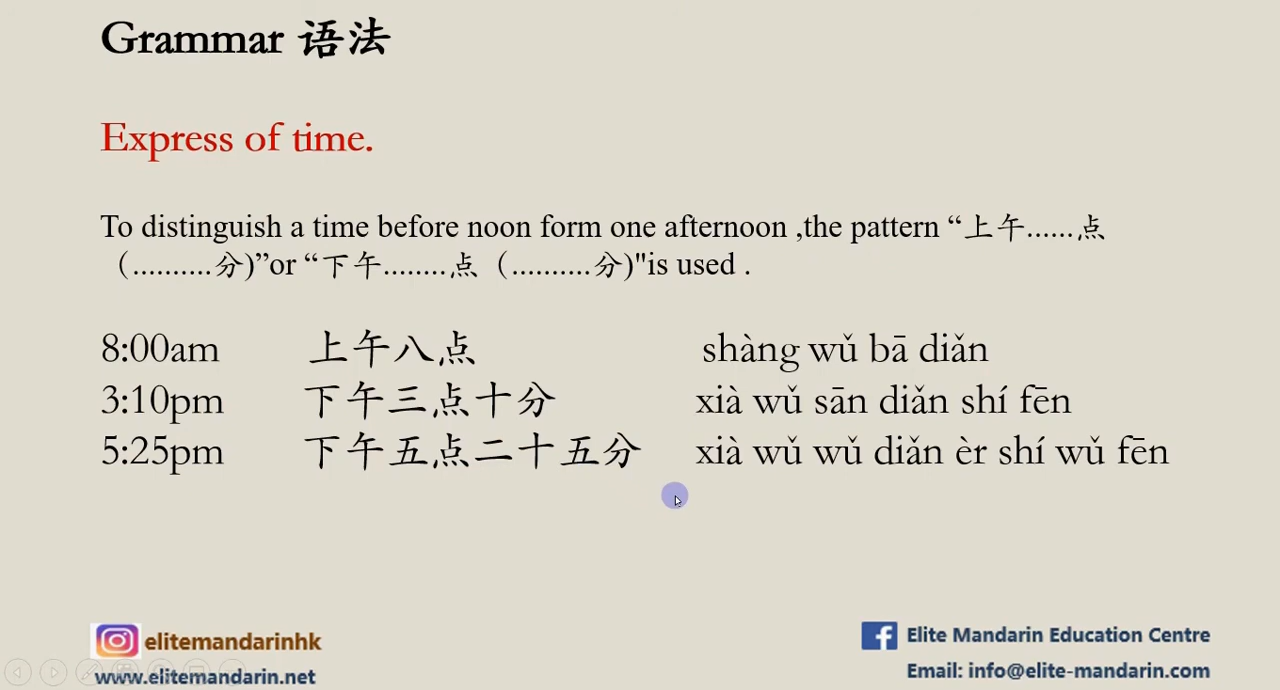 Grammar 语法
Express of time.
To distinguish a time before noon form one afternoon ,the pattern “上午......点
（..........分)”or “下午........点（..........分)"is used .
8:00am 上午八点 shàng wǔ bā diǎn
3:10pm 下午三点十分 xià wǔ sān diǎn shí fēn
5:25pm 下午五点二十五分 xià wǔ wǔ diǎn èr shí wǔ fēn
elitemandarinhk
www.elitemandarin.net
Elite Mandarin Education Centre
Email: info@elite-mandarin.com